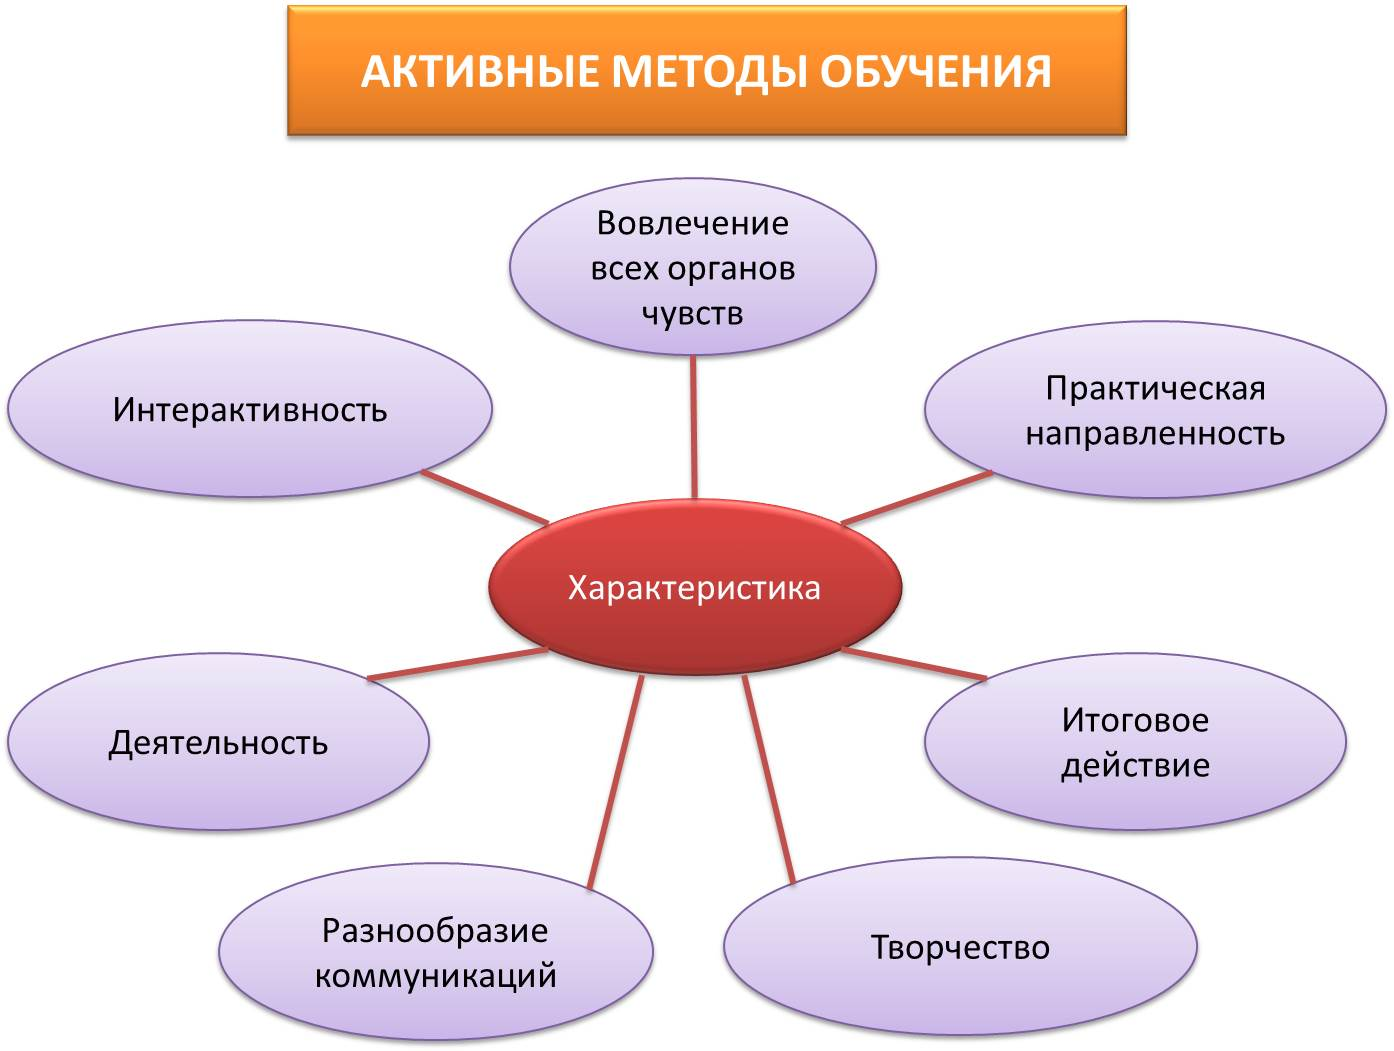 АКТИВНЫЕ МЕТОДЫ ОБУЧЕНИЯ
Вовлечение
всех органов
чувств
Интерактивность
Практическая
направленность
Характеристика
Деятельность
Итоговое
действие
Разнообразие
коммуникаций
Творчество